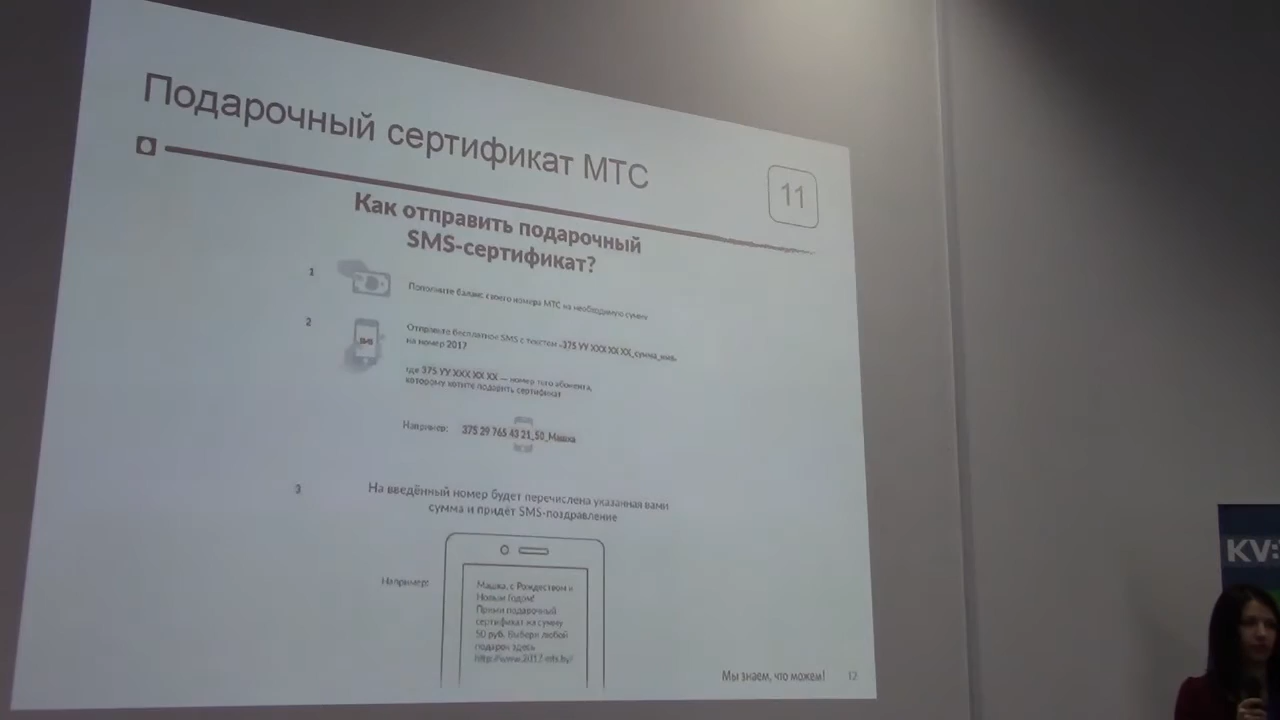 Подарочный сертификат МТС
11
Как отправить подарочный
SMS-сертификат?
1
Пополните баланс своего номера МТС на необходимую сумму
2
SMS
Отправьте бесплатное SMS с текстом «375 YY XXX XX XX_сумма_имя»
на номер 2017
где 375 YY XXX XX XX — номер того абонента,
которому хотите подарить сертификат
Например:
375 29 765 43 21_50_Машка
3
На введённый номер будет перечислена указанная вами
сумма и придёт SMS-поздравление
Например:
Машка, с Рождеством и
Новым Годом!
Прими подарочный
сертификат на сумму
50 руб. Выбери любой
подарок здесь
http://www.2017-mts.by/
Мы знаем, что можем!
12
KV: